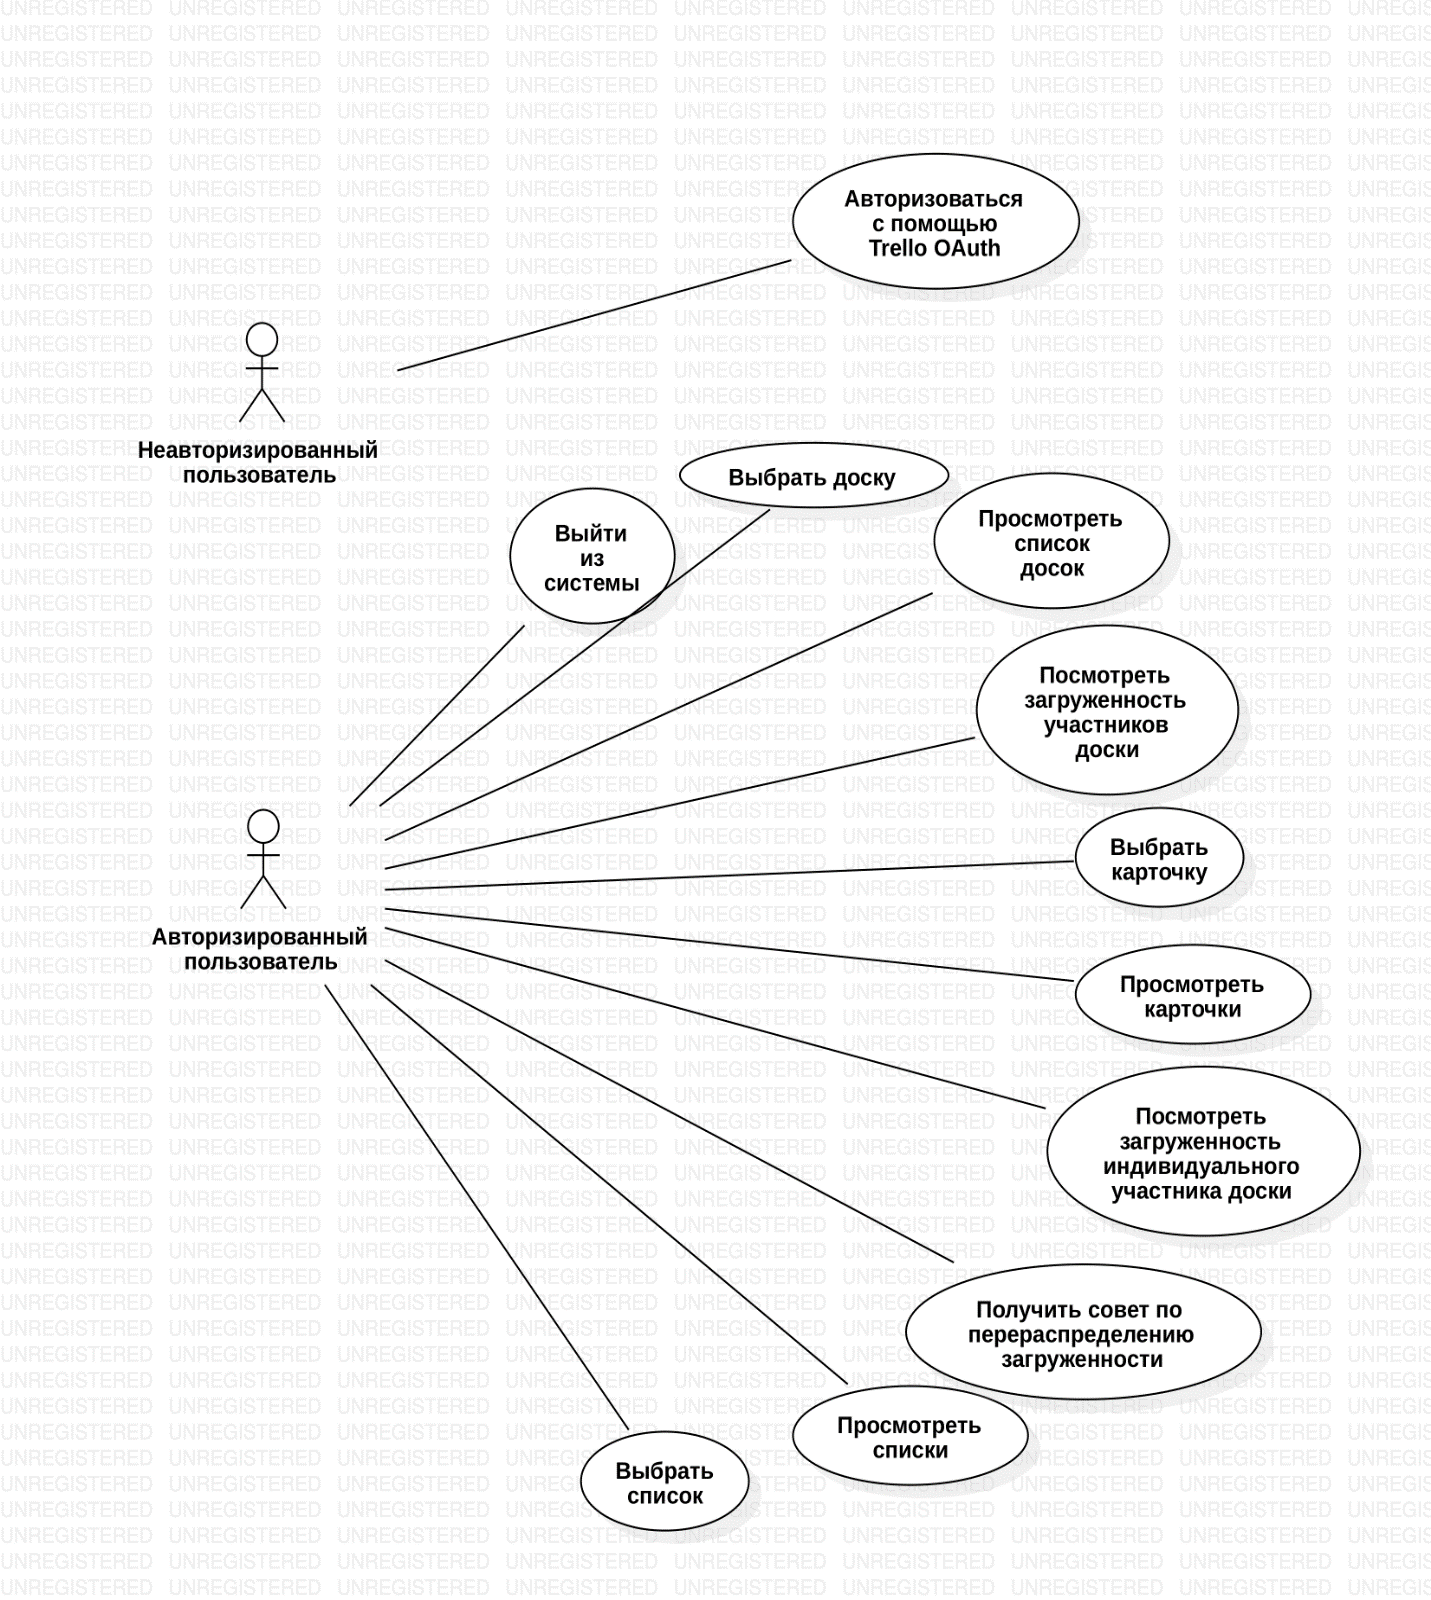 Авторизоваться
с помощью
Trello OAuth
Неавторизированный
пользователь
Выбрать доску
Выйти
из
системы
Просмотреть
список
досок
Посмотреть
загруженность
участников
доски
Выбрать
карточку
Авторизированный
пользователь
Просмотреть
карточки
Посмотреть
загруженность
индивидуального
участника доски
Получить совет по
перераспределению
загруженности
Просмотреть
списки
Выбрать
список
UNREGISTERED